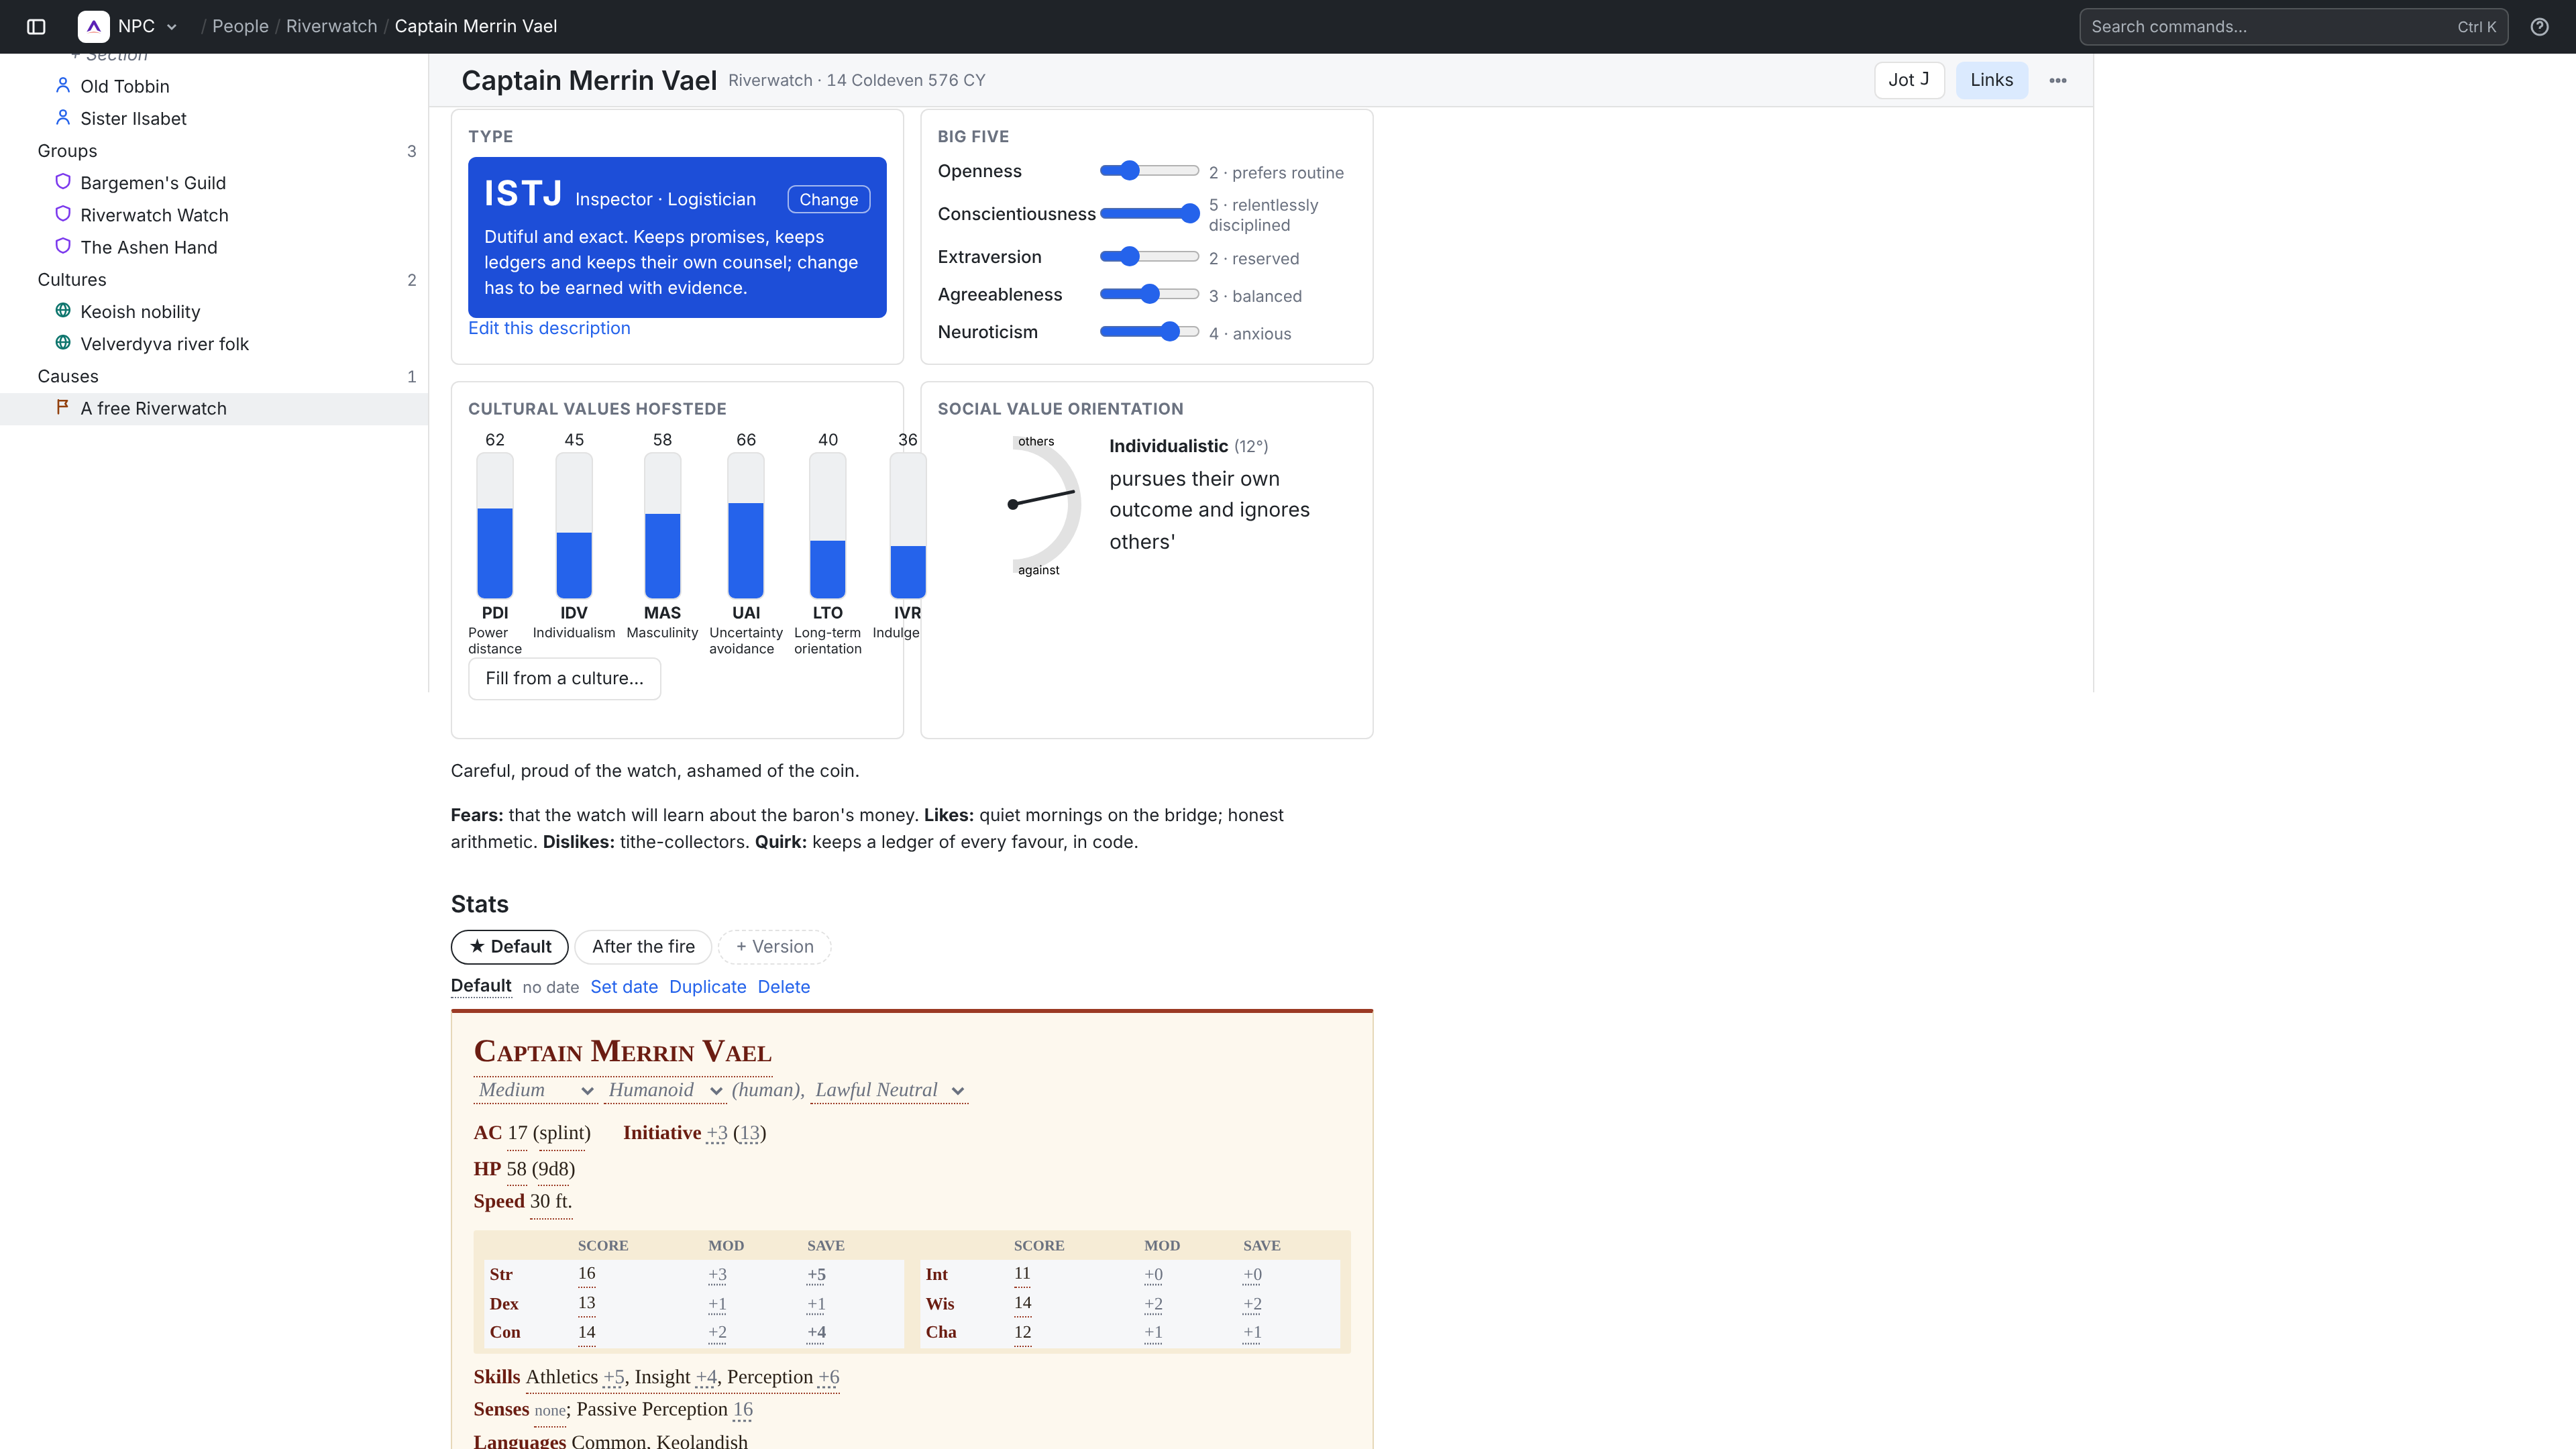 NPC / People / Riverwatch / Captain Merrin Vael
Search commands... Ctrl K
+ Section
Old Tobbin
Sister Ilsabet
Groups 3
Bargemen's Guild
Riverwatch Watch
The Ashen Hand
Cultures 2
Keoish nobility
Velverdyva river folk
Causes 1
A free Riverwatch
Captain Merrin Vael Riverwatch · 14 Coldeven 576 CY
Jot J Links
TYPE
ISTJ Inspector · Logistician Change
Dutiful and exact. Keeps promises, keeps
ledgers and keeps their own counsel; change
has to be earned with evidence.
Edit this description
BIG FIVE
Openness 2 · prefers routine
Conscientiousness 5 · relentlessly
disciplined
Extraversion 2 · reserved
Agreeableness 3 · balanced
Neuroticism 4 · anxious
CULTURAL VALUES HOFSTEDE
62 45 58 66 40 36
PDI IDV MAS UAI LTO IVR
Power Individualism Masculinity Uncertainty Long-term Indulge
distance avoidance orientation
Fill from a culture...
SOCIAL VALUE ORIENTATION
others
against
Individualistic (12°)
pursues their own
outcome and ignores
others'
Careful, proud of the watch, ashamed of the coin.
Fears: that the watch will learn about the baron's money. Likes: quiet mornings on the bridge; honest
arithmetic. Dislikes: tithe-collectors. Quirk: keeps a ledger of every favour, in code.
Stats
★ Default After the fire + Version
Default no date Set date Duplicate Delete
Captain Merrin Vael
Medium Humanoid (human), Lawful Neutral
AC 17 (splint) Initiative +3 (13)
HP 58 (9d8)
Speed 30 ft.
SCORE MOD SAVE SCORE MOD SAVE
Str 16 +3 +5 Int 11 +0 +0
Dex 13 +1 +1 Wis 14 +2 +2
Con 14 +2 +4 Cha 12 +1 +1
Skills Athletics +5, Insight +4, Perception +6
Senses none; Passive Perception 16
Languages Common, Keolandish